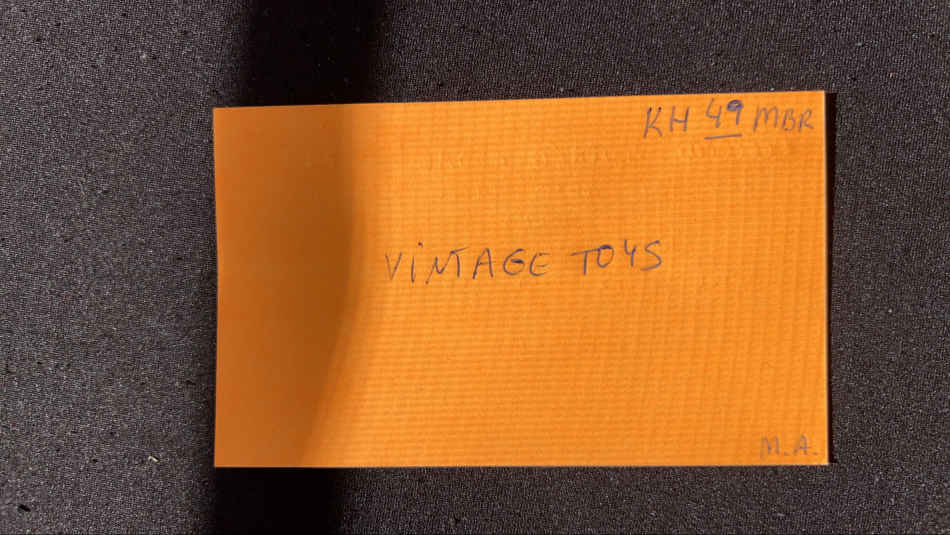 KH 49 MBR
ViNTAGE TOYS
M.A.